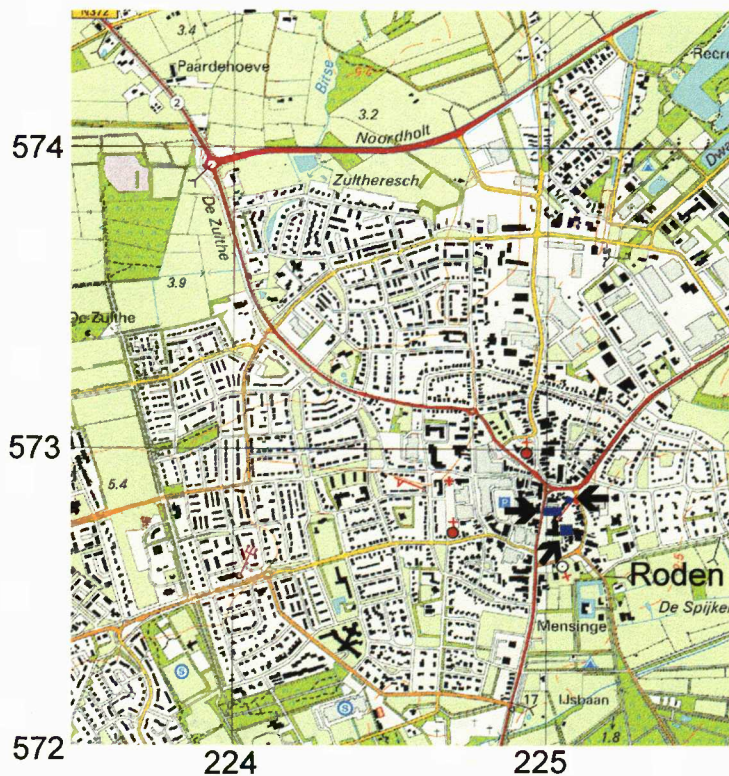 N372
3.4
Paardehoeve
Bitse
Recre
2
3.2
574
Noordholt
Dwa
Zultheresch
De Zulthe
3.9
De Zulthe
573
5.4
P
Roden
De Spijker
Mensinge
S
S
17
IJsbaan
1.8
572
224
225